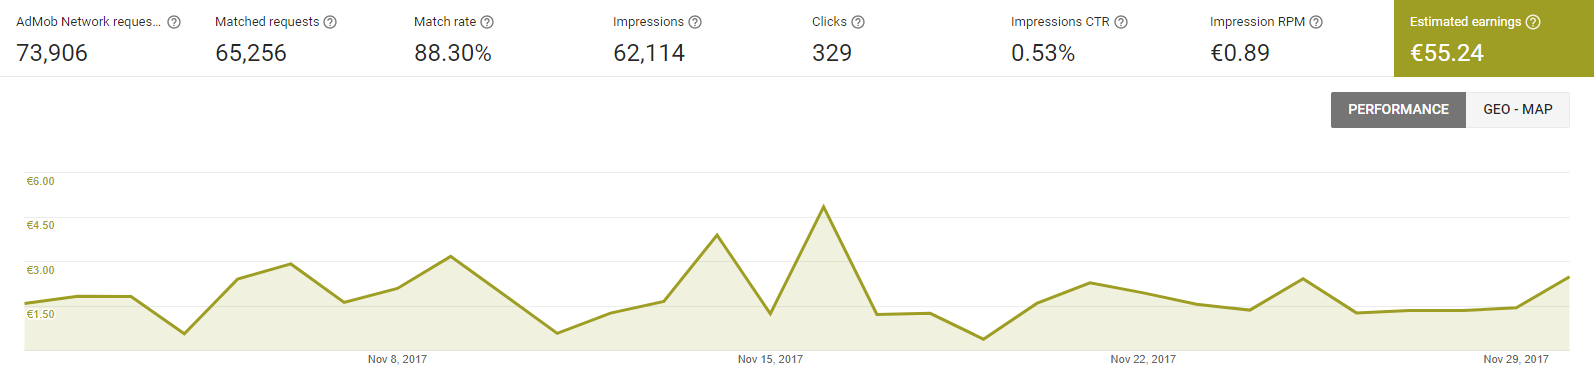 AdMob Network reques...
73,906
Matched requests
65,256
Match rate
88.30%
Impressions
62,114
Clicks
329
Impressions CTR
0.53%
Impression RPM
€0.89
Estimated earnings
€55.24
PERFORMANCE
GEO - MAP
€6.00
€4.50
€3.00
€1.50
Nov 8, 2017
Nov 15, 2017
Nov 22, 2017
Nov 29, 2017